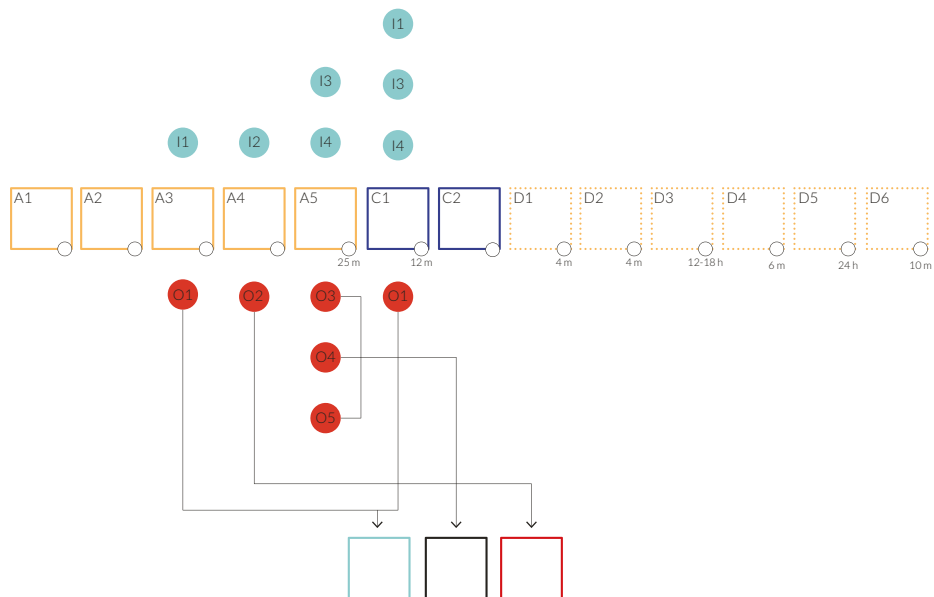 I1
I3 I3
I1 I2 I4 I4
A1 A2 A3 A4 A5 C1 C2 D1 D2 D3 D4 D5 D6
25 m 12 m 4 m 4 m 12-18 h 6 m 24 h 10 m
O1 O2 O3 O1
O4
O5